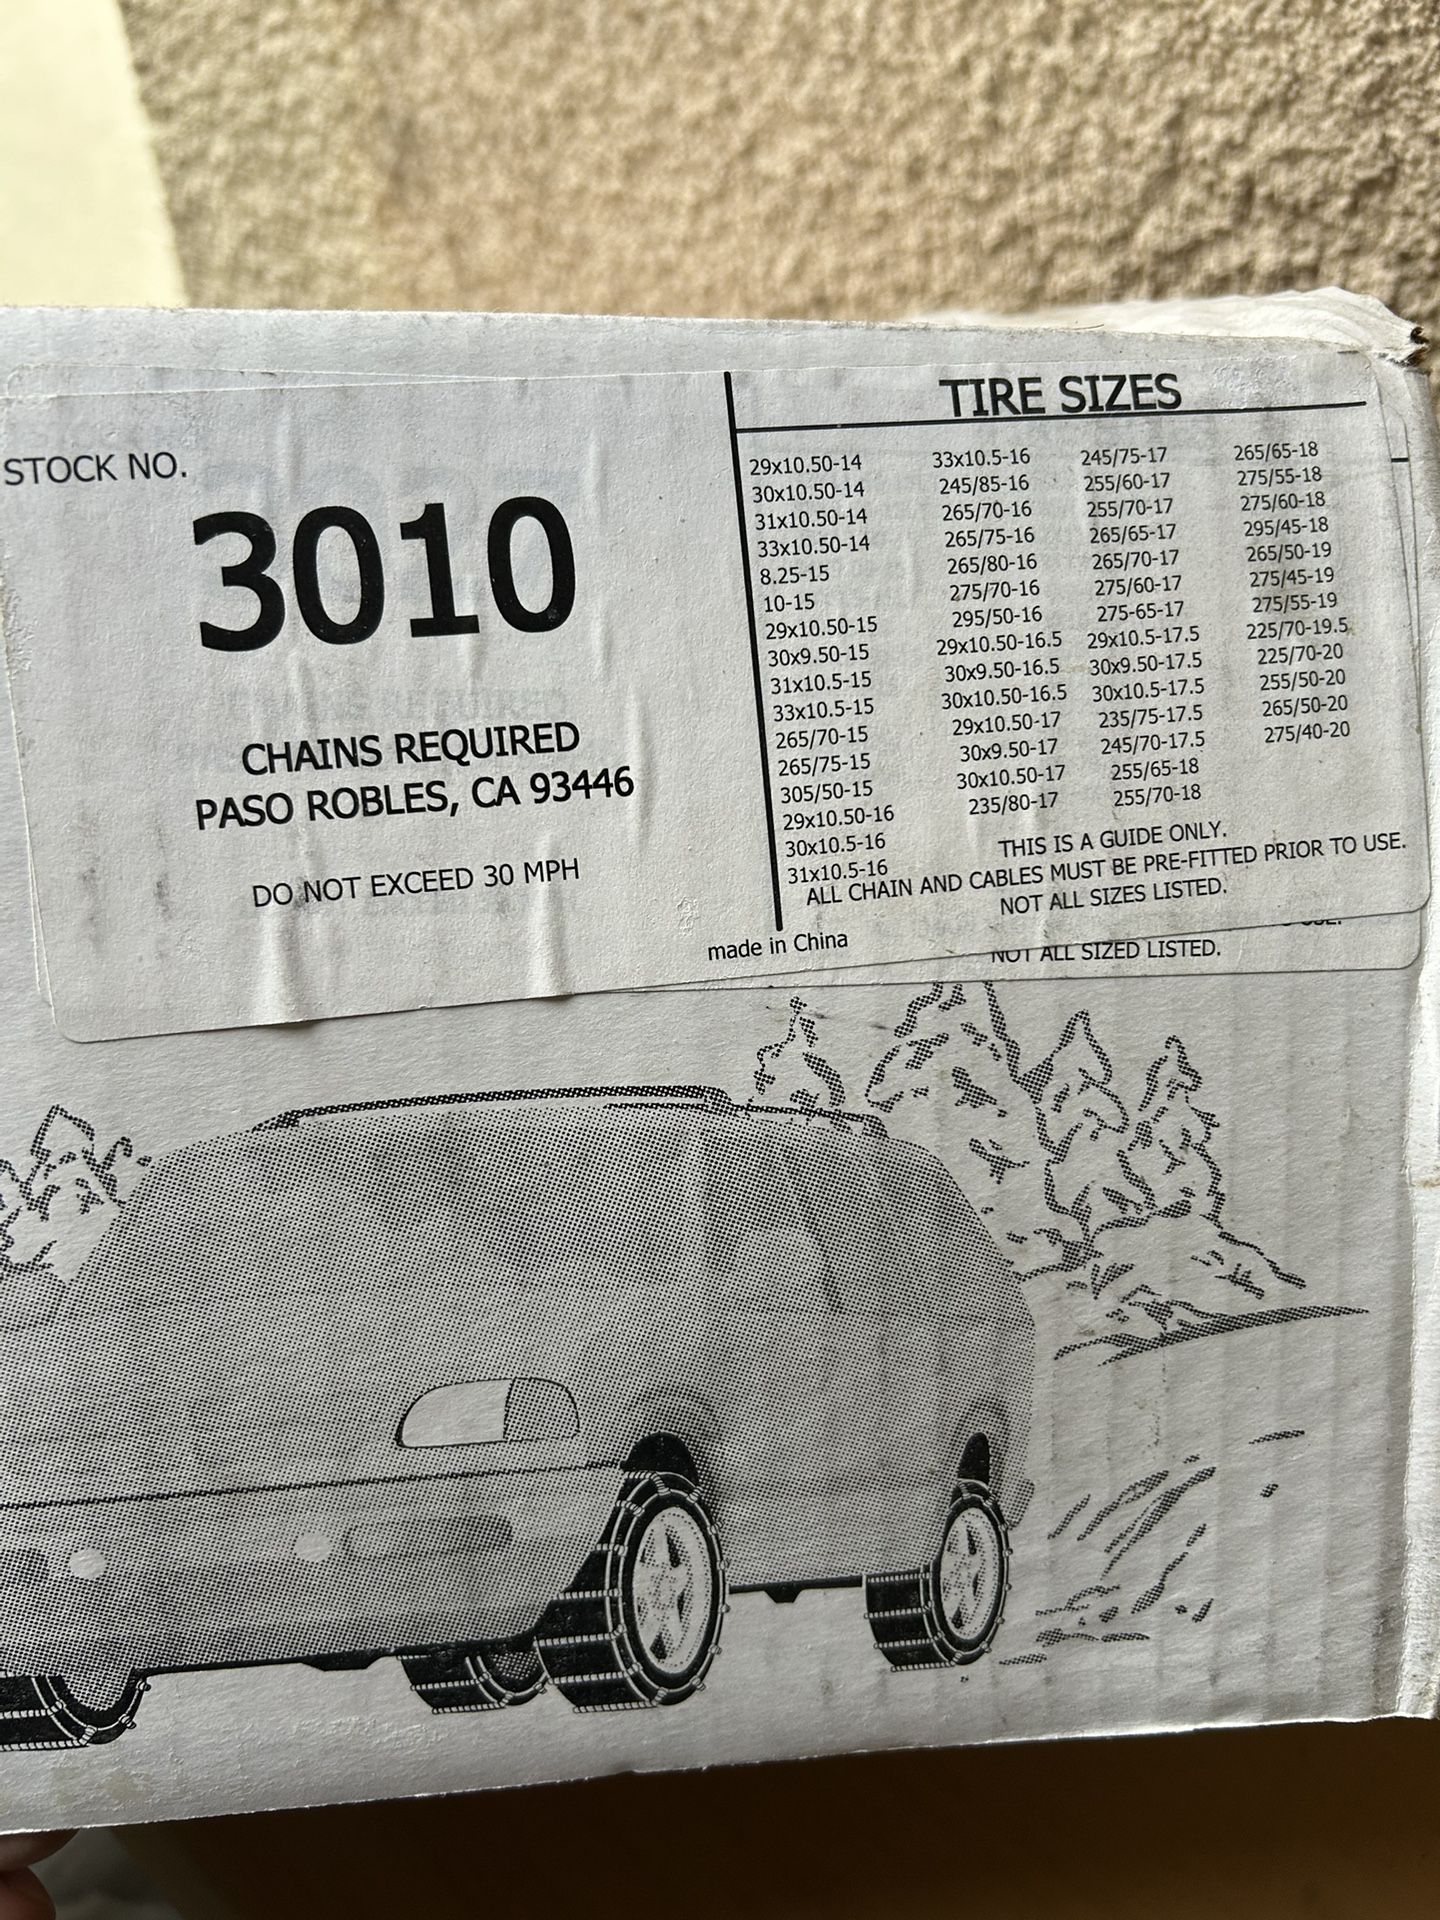 STOCK NO.
3010
CHAINS REQUIRED
PASO ROBLES, CA 93446
DO NOT EXCEED 30 MPH
made in China
TIRE SIZES
29x10.50-14
30x10.50-14
31x10.50-14
33x10.50-14
8.25-15
10-15
29x10.50-15
30x9.50-15
31x10.5-15
33x10.5-15
265/70-15
265/75-15
305/50-15
29x10.50-16
30x10.5-16
31x10.5-16
33x10.5-16
245/85-16
265/70-16
265/75-16
265/80-16
275/70-16
295/50-16
29x10.50-16.5
30x9.50-16.5
30x10.50-16.5
29x10.50-17
30x9.50-17
30x10.50-17
235/80-17
245/75-17
255/60-17
255/70-17
265/65-17
265/70-17
275/60-17
275-65-17
29x10.5-17.5
30x9.50-17.5
30x10.5-17.5
235/75-17.5
245/70-17.5
255/65-18
255/70-18
265/65-18
275/55-18
275/60-18
295/45-18
265/50-19
275/45-19
275/55-19
225/70-19.5
225/70-20
255/50-20
265/50-20
275/40-20
THIS IS A GUIDE ONLY.
ALL CHAIN AND CABLES MUST BE PRE-FITTED PRIOR TO USE.
NOT ALL SIZES LISTED.
NOT ALL SIZED LISTED.